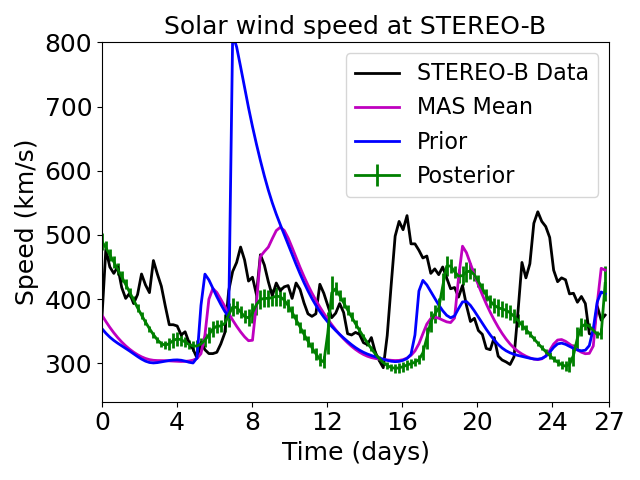 Solar wind speed at STEREO-B
800
700
600
500
400
300
Speed (km/s)
STEREO-B Data
MAS Mean
Prior
Posterior
0 4 8 12 16 20 24 27
Time (days)